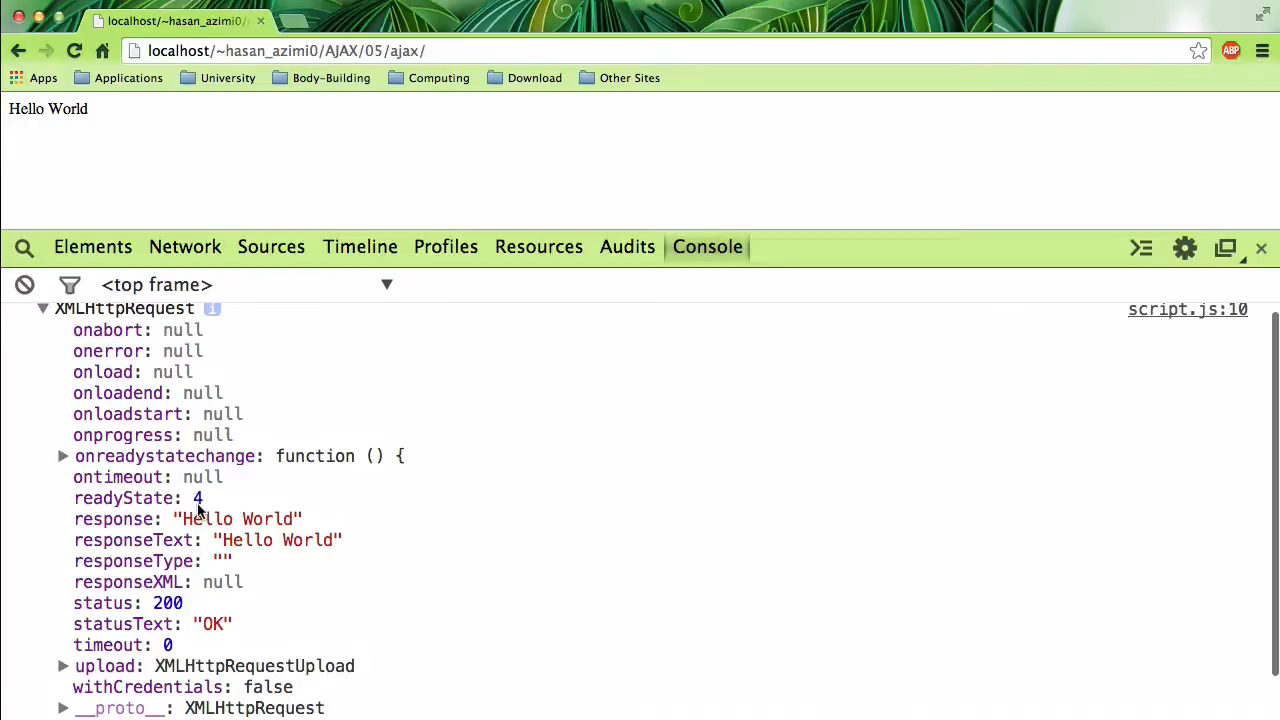 localhost/~hasan_azimi0/
localhost/~hasan_azimi0/AJAX/05/ajax/
ABP
Apps Applications University Body-Building Computing Download Other Sites
Hello World
Elements Network Sources Timeline Profiles Resources Audits Console
<top frame>
XMLHttpRequest i script.js:10
onabort: null
onerror: null
onload: null
onloadend: null
onloadstart: null
onprogress: null
onreadystatechange: function () {
ontimeout: null
readyState: 4
response: "Hello World"
responseText: "Hello World"
responseType: ""
responseXML: null
status: 200
statusText: "OK"
timeout: 0
upload: XMLHttpRequestUpload
withCredentials: false
__proto__: XMLHttpRequest